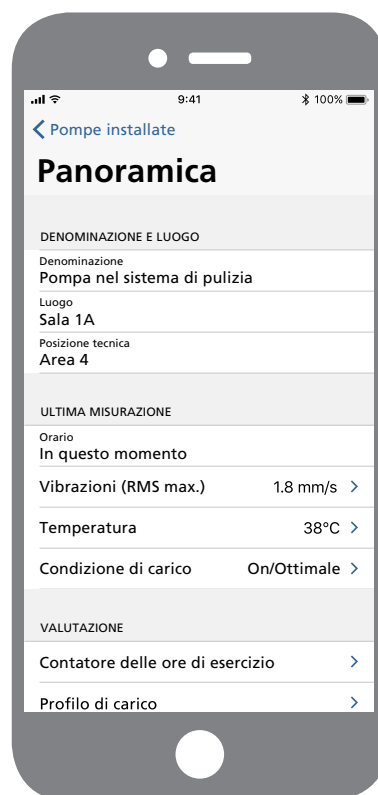 9:41
100%
Pompe installate
Panoramica
DENOMINAZIONE E LUOGO
Denominazione
Pompa nel sistema di pulizia
Luogo
Sala 1A
Posizione tecnica
Area 4
ULTIMA MISURAZIONE
Orario
In questo momento
Vibrazioni (RMS max.) 1.8 mm/s
Temperatura 38°C
Condizione di carico On/Ottimale
VALUTAZIONE
Contatore delle ore di esercizio
Profilo di carico